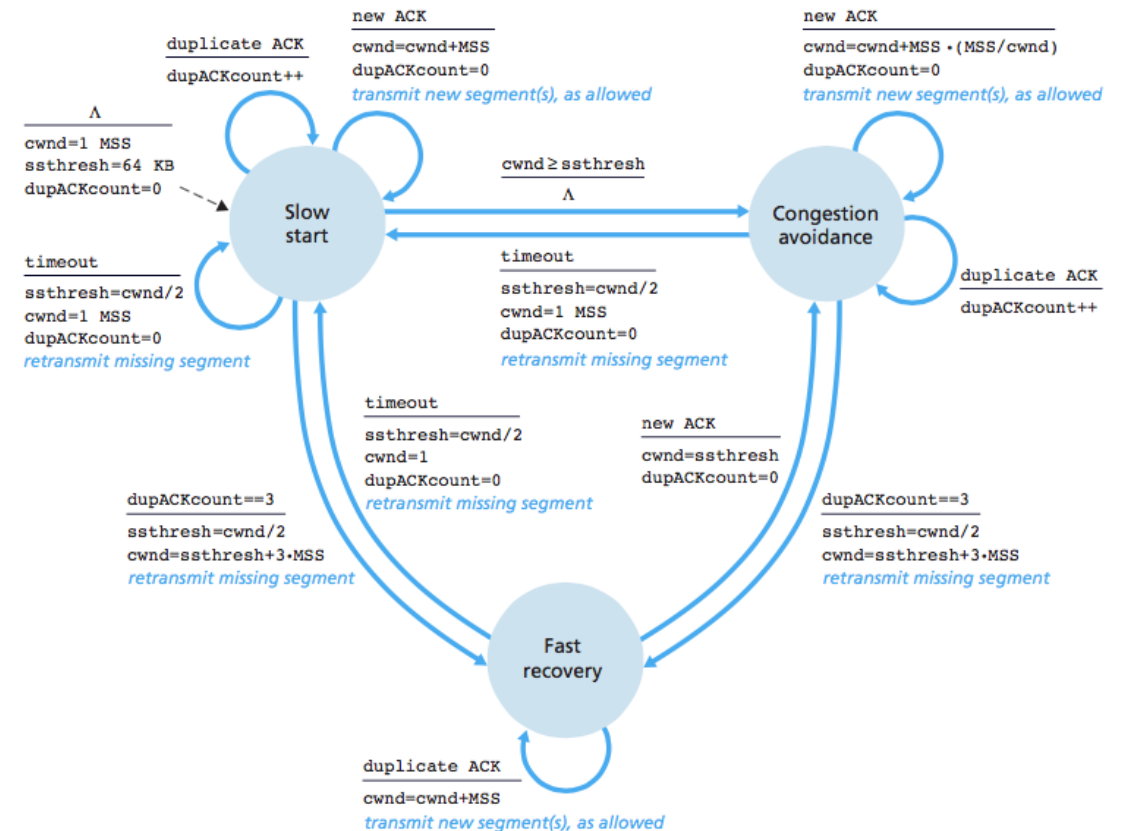 new ACK
cwnd=cwnd+MSS
dupACKcount=0
transmit new segment(s), as allowed
duplicate ACK
dupACKcount++
Λ
cwnd=1 MSS
ssthresh=64 KB
dupACKcount=0
new ACK
cwnd=cwnd+MSS •(MSS/cwnd)
dupACKcount=0
transmit new segment(s), as allowed
Slow
start
cwnd≥ssthresh
Λ
Congestion
avoidance
timeout
ssthresh=cwnd/2
cwnd=1 MSS
dupACKcount=0
retransmit missing segment
timeout
ssthresh=cwnd/2
cwnd=1 MSS
dupACKcount=0
retransmit missing segment
duplicate ACK
dupACKcount++
timeout
ssthresh=cwnd/2
cwnd=1
dupACKcount=0
retransmit missing segment
new ACK
cwnd=ssthresh
dupACKcount=0
dupACKcount==3
ssthresh=cwnd/2
cwnd=ssthresh+3•MSS
retransmit missing segment
dupACKcount==3
ssthresh=cwnd/2
cwnd=ssthresh+3•MSS
retransmit missing segment
Fast
recovery
duplicate ACK
cwnd=cwnd+MSS
transmit new segment(s), as allowed